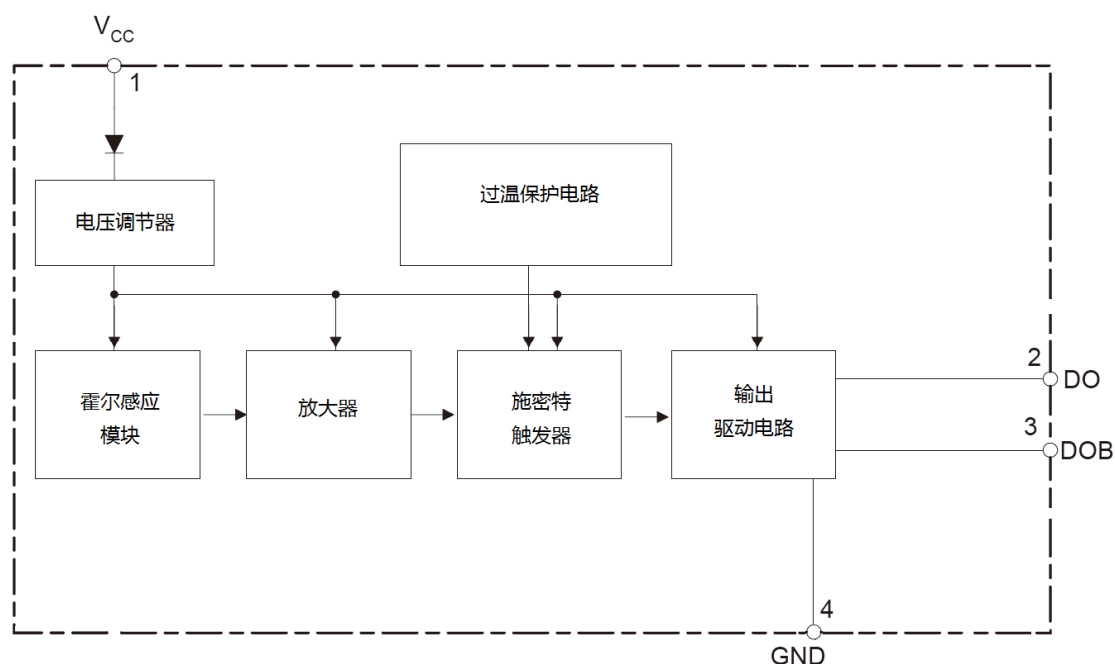 VCC
1
过温保护电路
电压调节器
霍尔感应
模块
放大器
施密特
触发器
输出
驱动电路
2
DO
3
DOB
4
GND